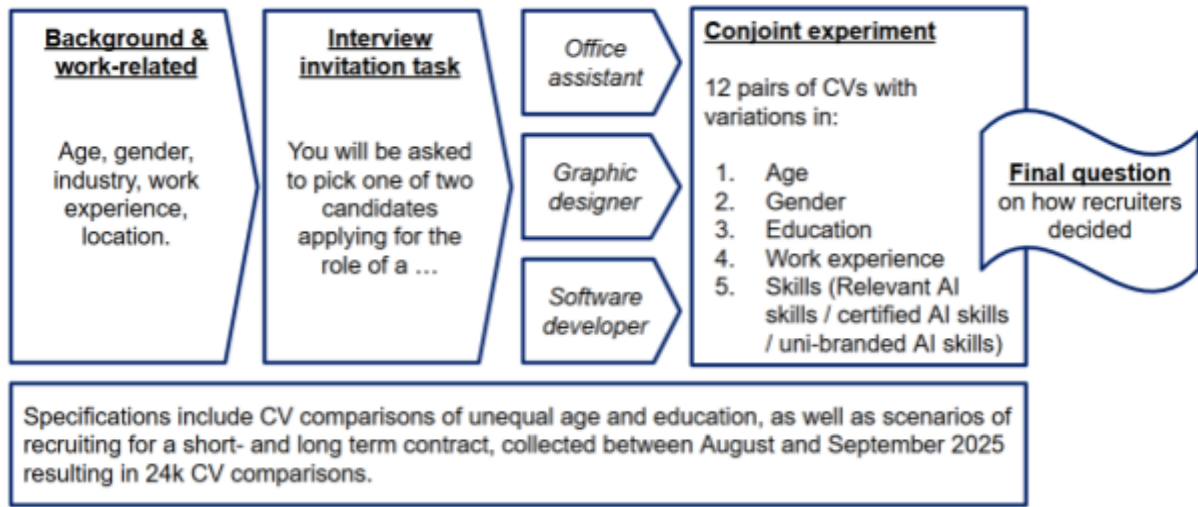 Background &
work-related
Age, gender,
industry, work
experience,
location.
Interview
invitation task
You will be asked
to pick one of two
candidates
applying for the
role of a …
Office
assistant
Graphic
designer
Software
developer
Conjoint experiment
12 pairs of CVs with
variations in:
1. Age
2. Gender
3. Education
4. Work experience
5. Skills (Relevant AI
skills / certified AI skills
/ uni-branded AI skills)
Final question
on how recruiters
decided
Specifications include CV comparisons of unequal age and education, as well as scenarios of
recruiting for a short- and long term contract, collected between August and September 2025
resulting in 24k CV comparisons.